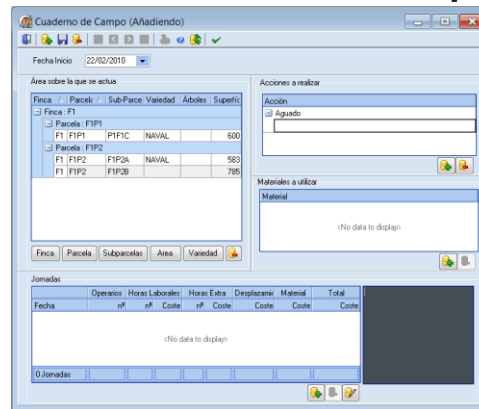 Cuaderno de Campo (Añadiendo)
Fecha Inicio 22/02/2010
Área sobre la que se actua
Finca Parcela Sub-Parce Variedad Árboles Superfic
Finca : F1
Parcela : F1P1
F1 F1P1 P1F1C NAVAL 600
Parcela : F1P2
F1 F1P2 F1P2A NAVAL 583
F1 F1P2 F1P2B 785
Finca Parcela Subparcelas Area Variedad
Acciones a realizar
Acción
Aguado
Materiales a utilizar
Material
<No data to display>
Jornadas
Operarios Horas Laborales Horas Extra Desplazamie Material Total
Fecha nº nº Coste nº Coste Coste Coste Coste
<No data to display>
0 Jornadas